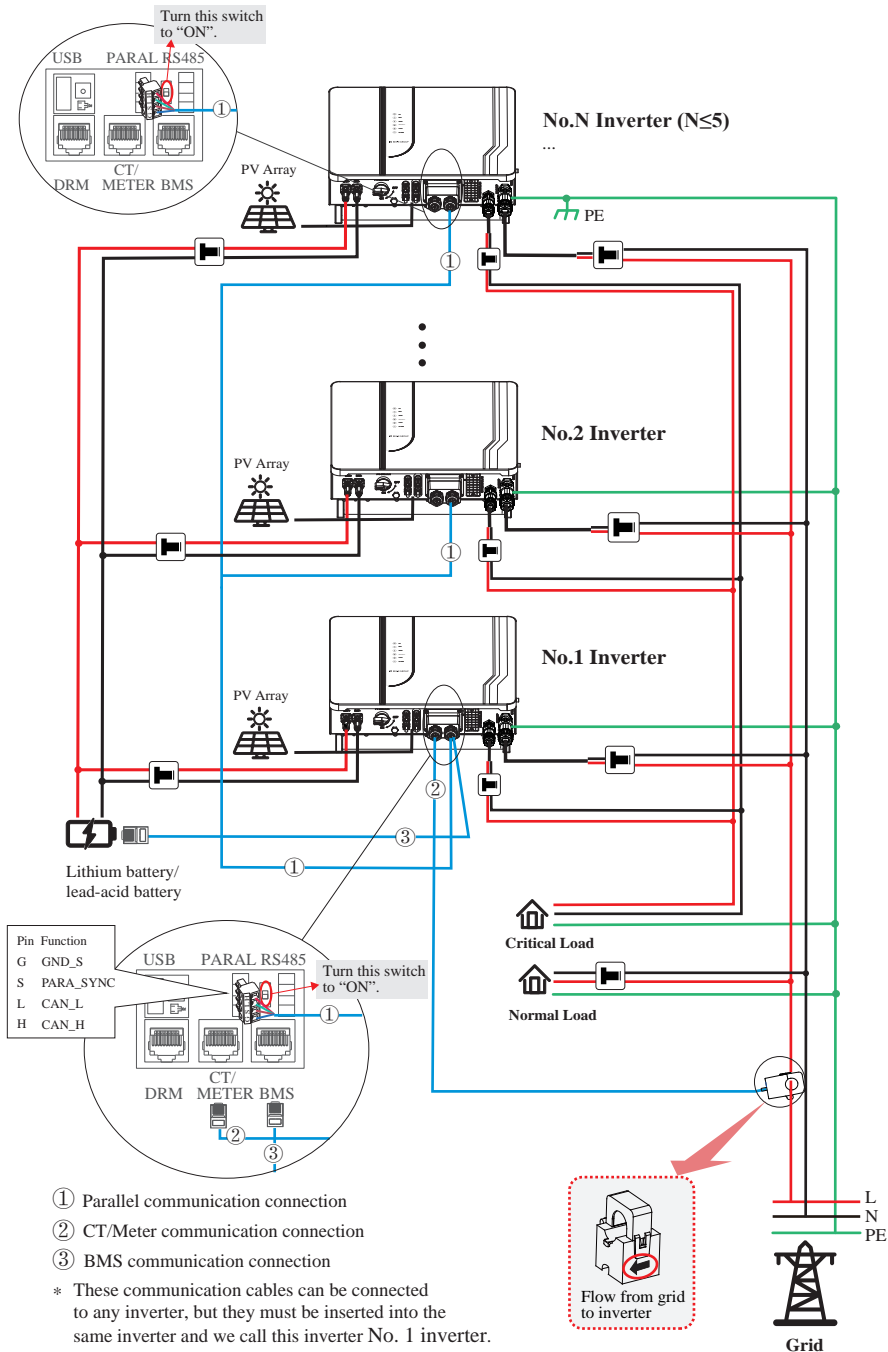 Turn this switch
to “ON”.
USB PARAL RS485
①
DRM
CT/
METER
BMS
PV Array
No.N Inverter (N≤5)
...
PE
①
No.2 Inverter
PV Array
①
No.1 Inverter
PV Array
②
③
①
Lithium battery/
lead-acid battery
Critical Load
Normal Load
Pin Function
G GND_S
S PARA_SYNC
L CAN_L
H CAN_H
USB PARAL RS485
Turn this switch
to “ON”.
①
CT/
DRM METER BMS
②
③
① Parallel communication connection
② CT/Meter communication connection
③ BMS communication connection
* These communication cables can be connected
to any inverter, but they must be inserted into the
same inverter and we call this inverter No. 1 inverter.
Flow from grid
to inverter
L
N
PE
Grid